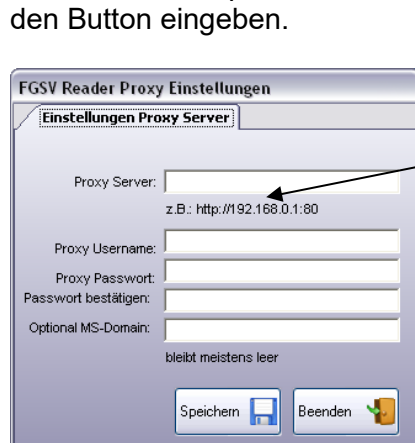 den Button eingeben.
FGSV Reader Proxy Einstellungen
Einstellungen Proxy Server
Proxy Server:
z.B.: http://192.168.0.1:80
Proxy Username:
Proxy Passwort:
Passwort bestätigen:
Optional MS-Domain:
bleibt meistens leer
Speichern Beenden